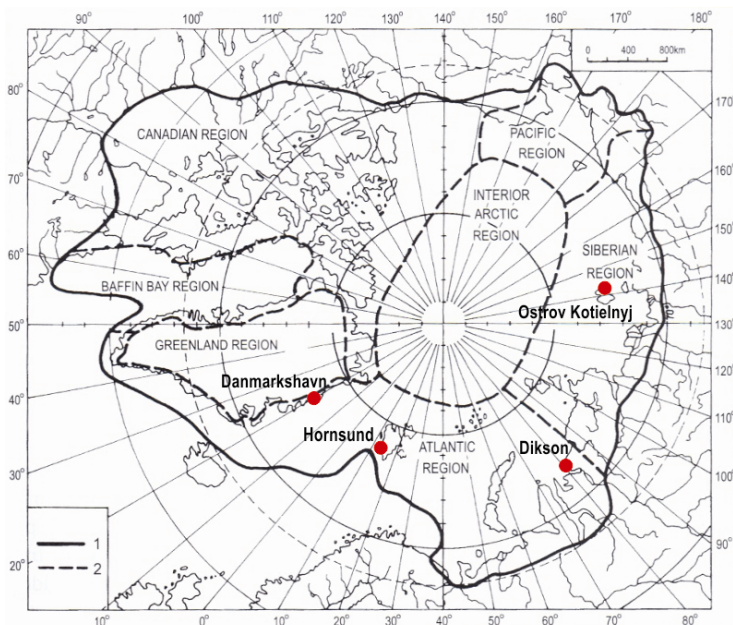 90° 100° 110° 120° 130° 140° 150° 160° 170° 180°
0 400 800km
80°
170°
CANADIAN REGION
PACIFIC
REGION
160°
70°
INTERIOR
ARCTIC
REGION
150°
60°
SIBERIAN
REGION
BAFFIN BAY REGION
140°
Ostrov Kotielnyj
50°
130°
GREENLAND REGION
120°
Danmarkshavn
40°
110°
Hornsund
ATLANTIC
REGION
Dikson
30°
100°
1
2
90°
20°
10° 0° 10° 20° 30° 40° 50° 60° 70° 80°